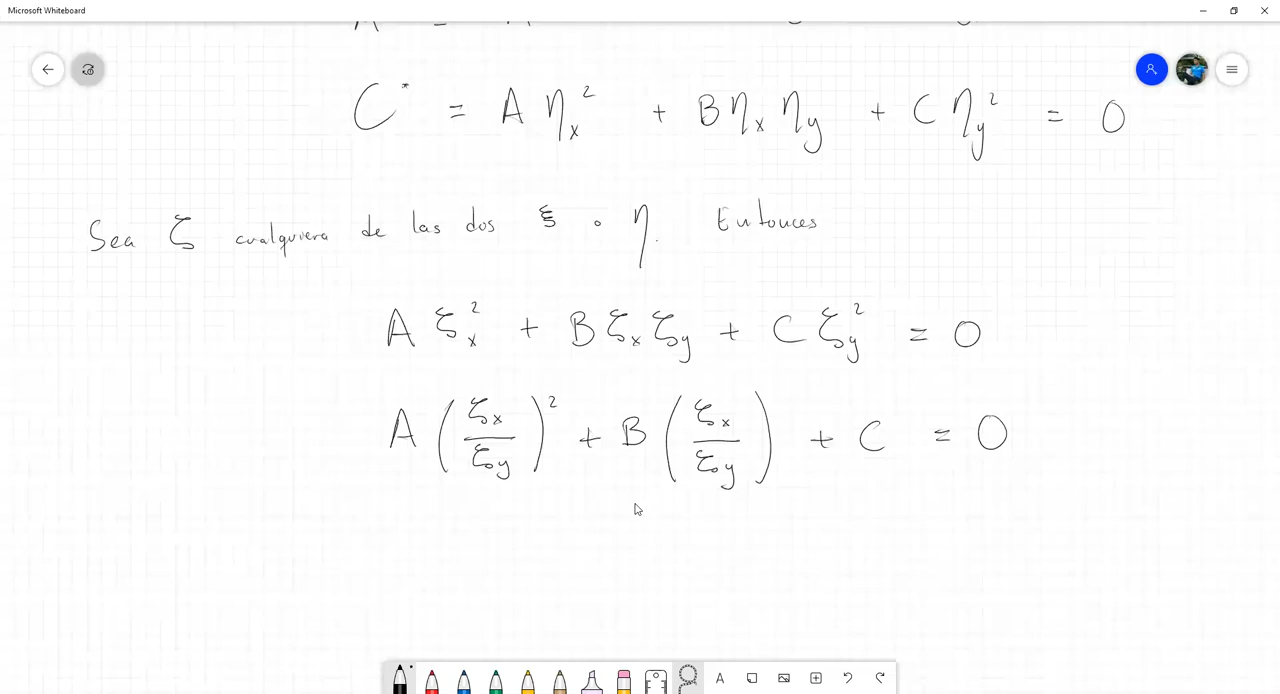 Microsoft Whiteboard
C* = A η_x² + B η_x η_y + C η_y² = 0
Sea ζ cualquiera de las dos ξ o η. Entonces
A ζ_x² + B ζ_x ζ_y + C ζ_y² = 0
A (ζ_x / ζ_y)² + B (ζ_x / ζ_y) + C = 0
A